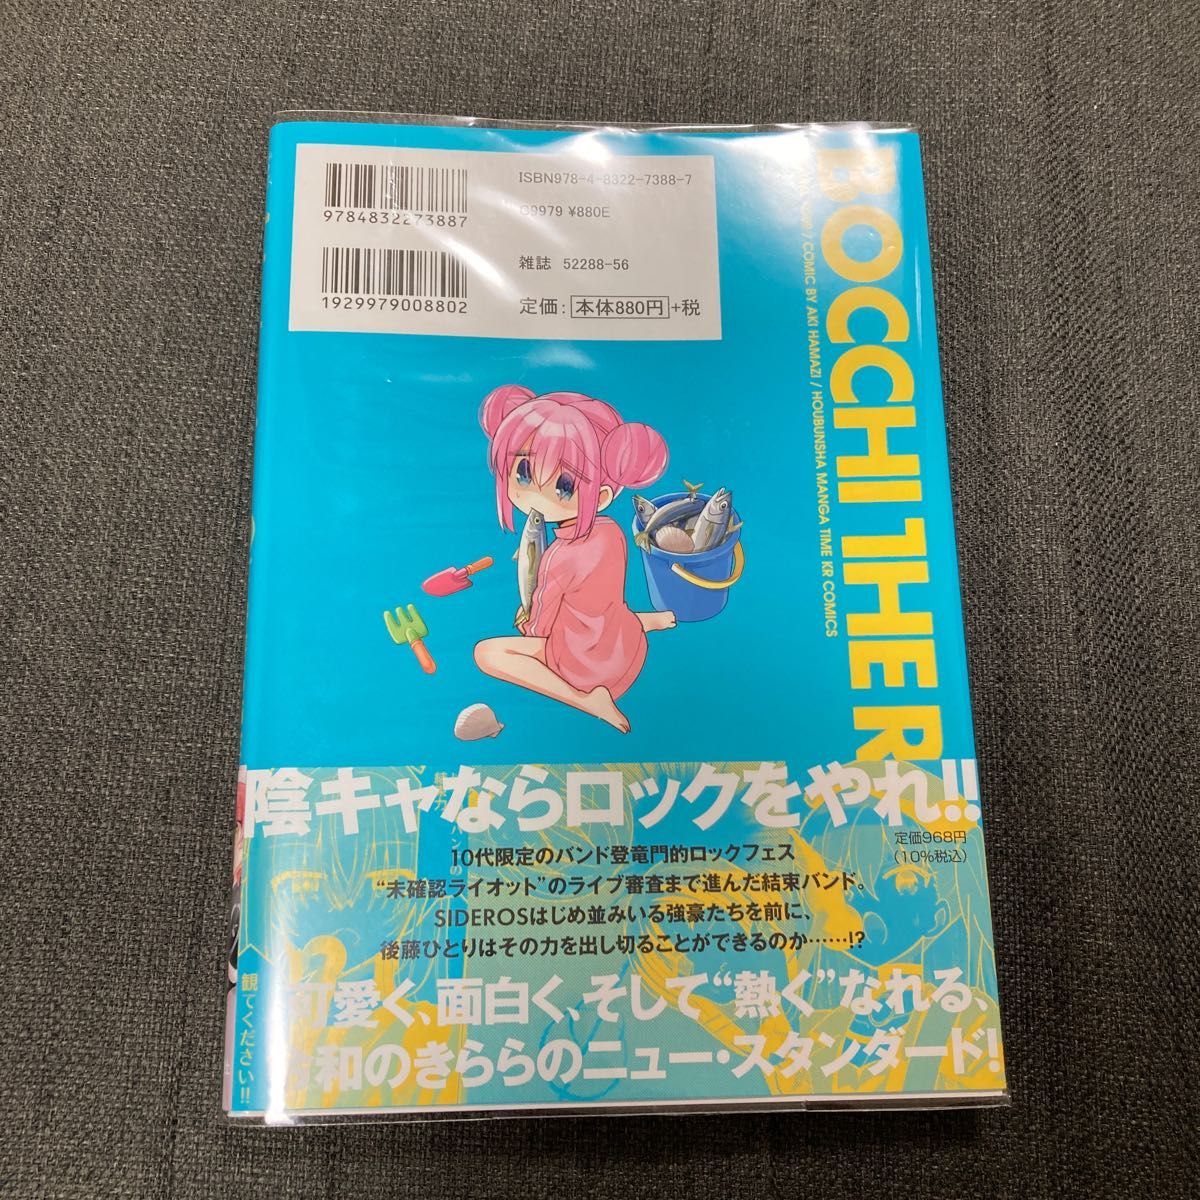 9784832273887
ISBN978-4-8322-7388-7
C9979 ¥880E
1929979008802
雑誌 52288-56
定価:本体880円+税
BOCCHI THE R
/ COMIC BY AKI HAMAZI / HOUBUNSHA MANGA TIME KR COMICS
陰キャならロックをやれ!!
定価968円
(10%税込)
10代限定のバンド登竜門的ロックフェス
“未確認ライオット”のライブ審査まで進んだ結束バンド。
SIDEROSはじめ並みいる強豪たちを前に、
後藤ひとりはその力を出し切ることができるのか……!?
可愛く、面白く、そして“熱く”なれる、
令和のきららのニュー・スタンダード!
観てください!!